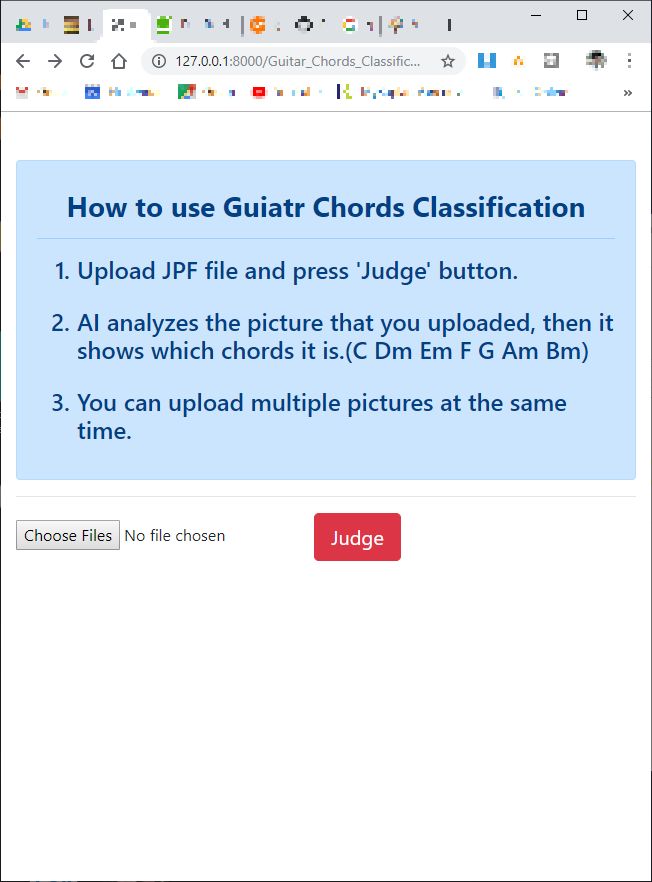 127.0.0.1:8000/Guitar_Chords_Classific...
How to use Guiatr Chords Classification
1. Upload JPF file and press 'Judge' button.
2. AI analyzes the picture that you uploaded, then it
shows which chords it is.(C Dm Em F G Am Bm)
3. You can upload multiple pictures at the same
time.
Choose Files No file chosen Judge